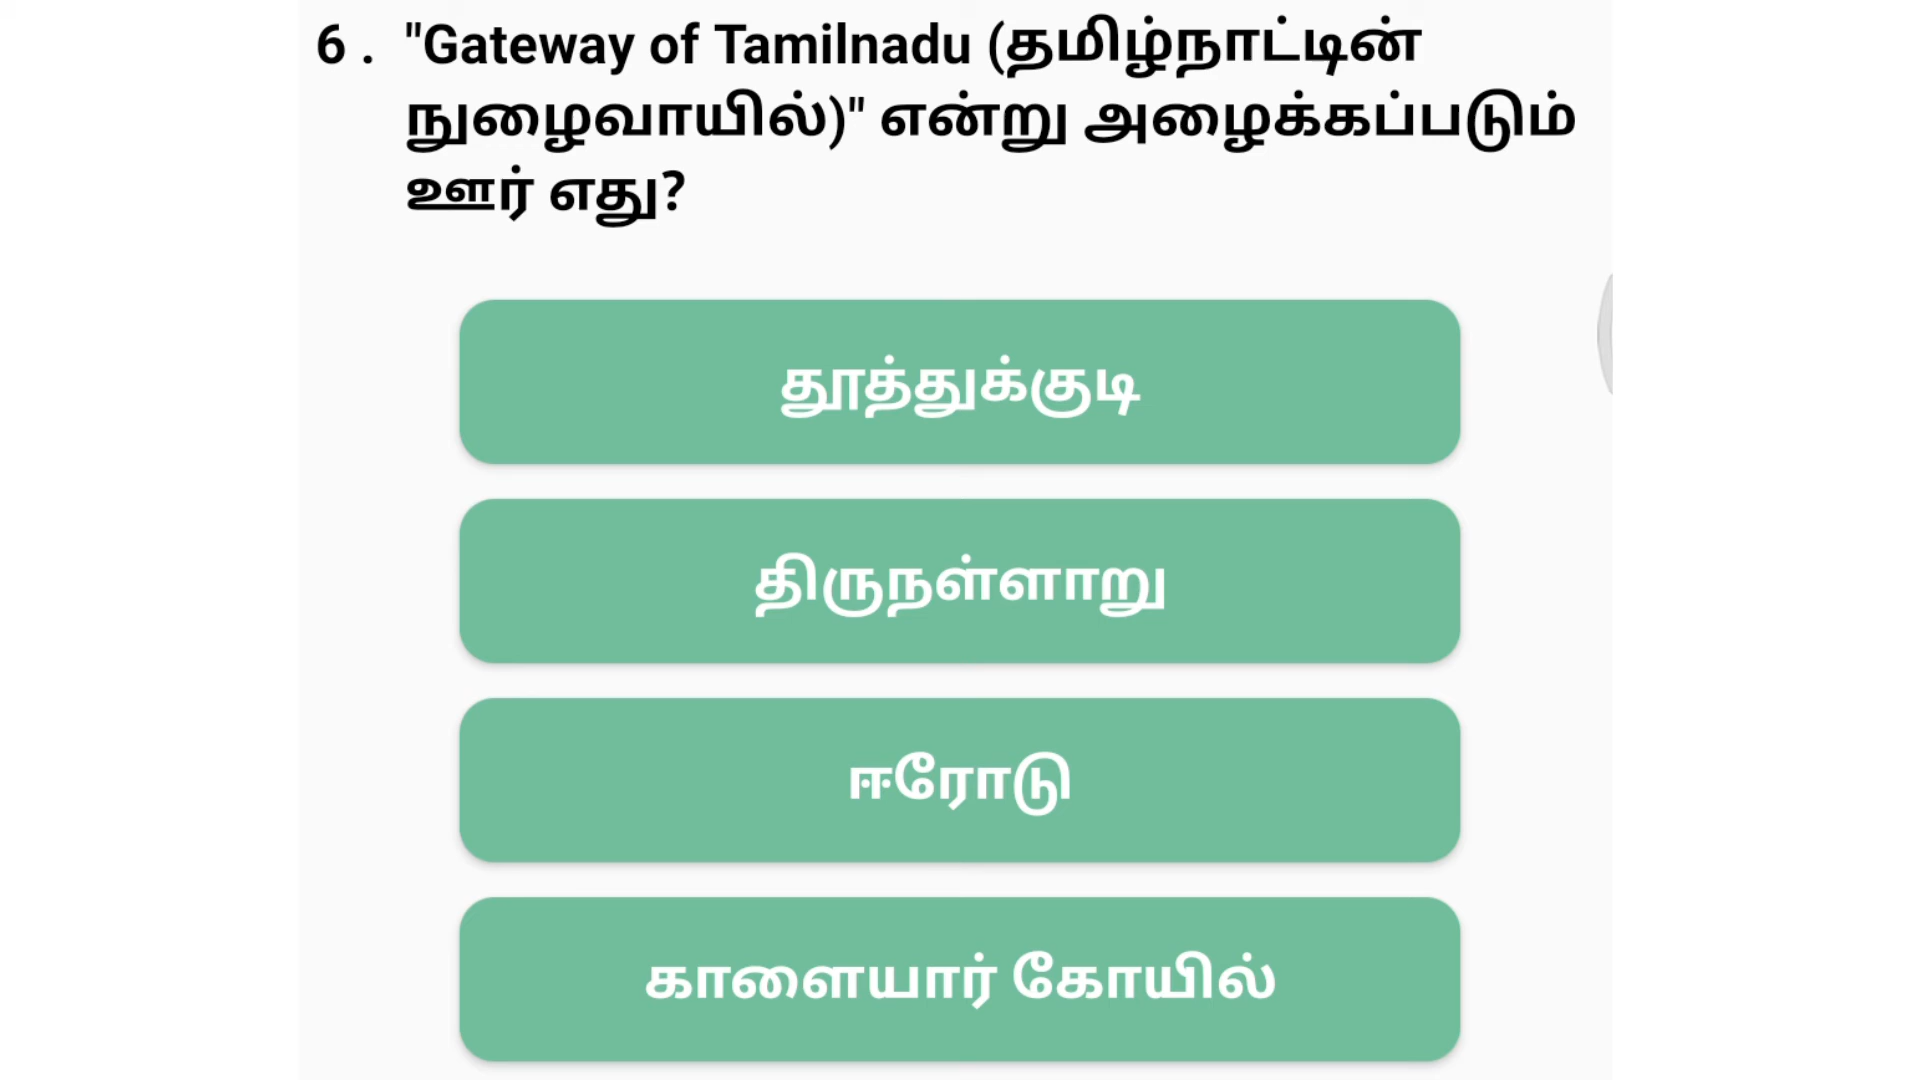 6 . "Gateway of Tamilnadu (தமிழ்நாட்டின்
நுழைவாயில்)" என்று அழைக்கப்படும்
ஊர் எது?
தூத்துக்குடி
திருநள்ளாறு
ஈரோடு
காளையார் கோயில்